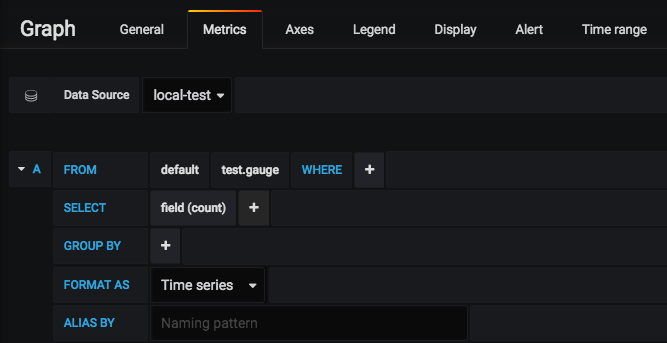 Graph General Metrics Axes Legend Display Alert Time range
Data Source local-test
A FROM default test.gauge WHERE +
SELECT field (count) +
GROUP BY +
FORMAT AS Time series
ALIAS BY Naming pattern